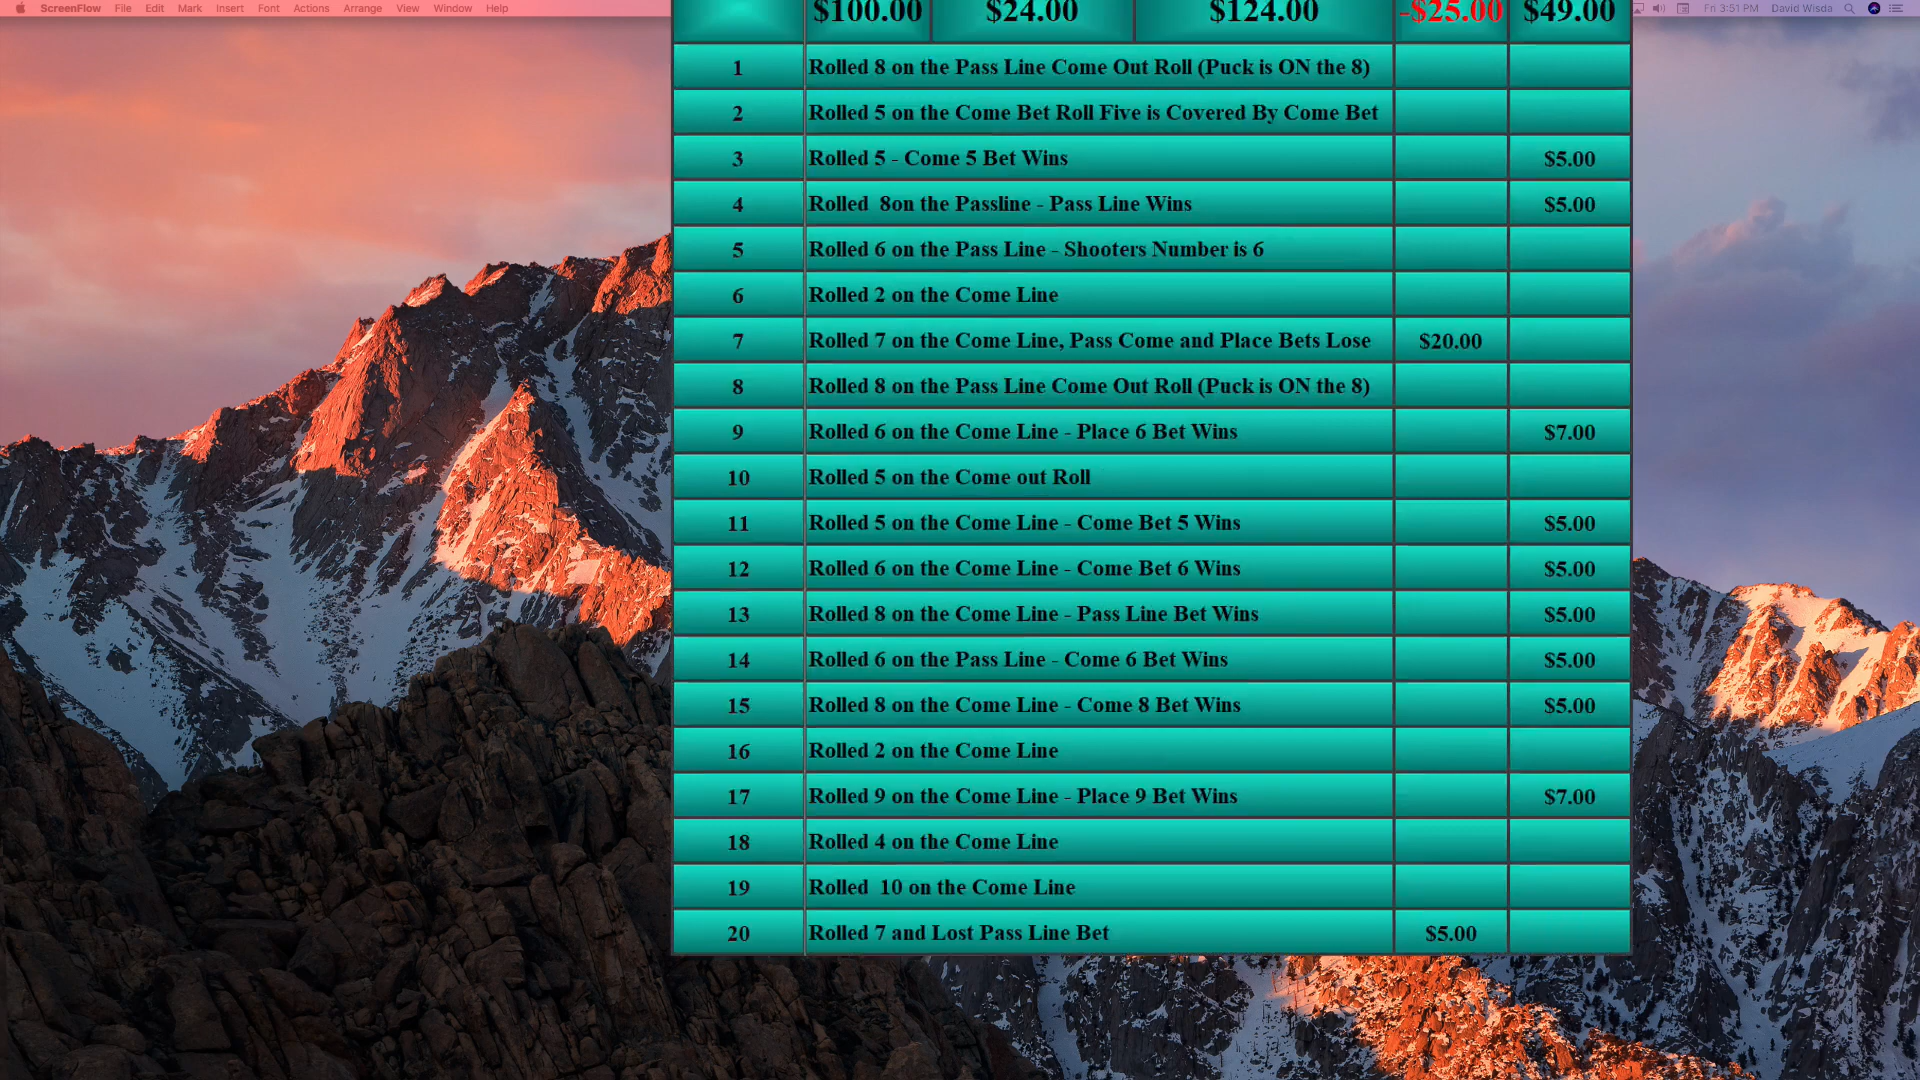 ScreenFlow File Edit Mark Insert Font Actions Arrange View Window Help
Fri 3:51 PM David Wisda
$100.00 $24.00 $124.00 -$25.00 $49.00
1 Rolled 8 on the Pass Line Come Out Roll (Puck is ON the 8)
2 Rolled 5 on the Come Bet Roll Five is Covered By Come Bet
3 Rolled 5 - Come 5 Bet Wins $5.00
4 Rolled 8on the Passline - Pass Line Wins $5.00
5 Rolled 6 on the Pass Line - Shooters Number is 6
6 Rolled 2 on the Come Line
7 Rolled 7 on the Come Line, Pass Come and Place Bets Lose $20.00
8 Rolled 8 on the Pass Line Come Out Roll (Puck is ON the 8)
9 Rolled 6 on the Come Line - Place 6 Bet Wins $7.00
10 Rolled 5 on the Come out Roll
11 Rolled 5 on the Come Line - Come Bet 5 Wins $5.00
12 Rolled 6 on the Come Line - Come Bet 6 Wins $5.00
13 Rolled 8 on the Come Line - Pass Line Bet Wins $5.00
14 Rolled 6 on the Pass Line - Come 6 Bet Wins $5.00
15 Rolled 8 on the Come Line - Come 8 Bet Wins $5.00
16 Rolled 2 on the Come Line
17 Rolled 9 on the Come Line - Place 9 Bet Wins $7.00
18 Rolled 4 on the Come Line
19 Rolled 10 on the Come Line
20 Rolled 7 and Lost Pass Line Bet $5.00